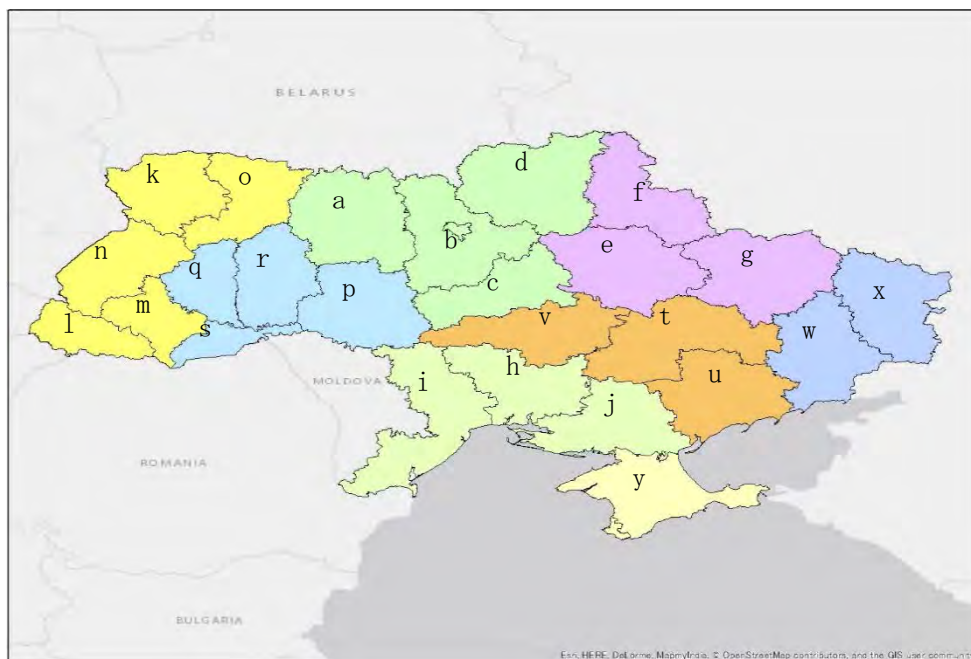 BELARUS
d
k
o
a
f
b
e
n
q
r
g
c
p
x
m
l
s
v
t
w
h
MOLDOVA
i
u
j
ROMANIA
y
BULGARIA
Esri, HERE, DeLorme, MapmyIndia, © OpenStreetMap contributors, and the GIS user community